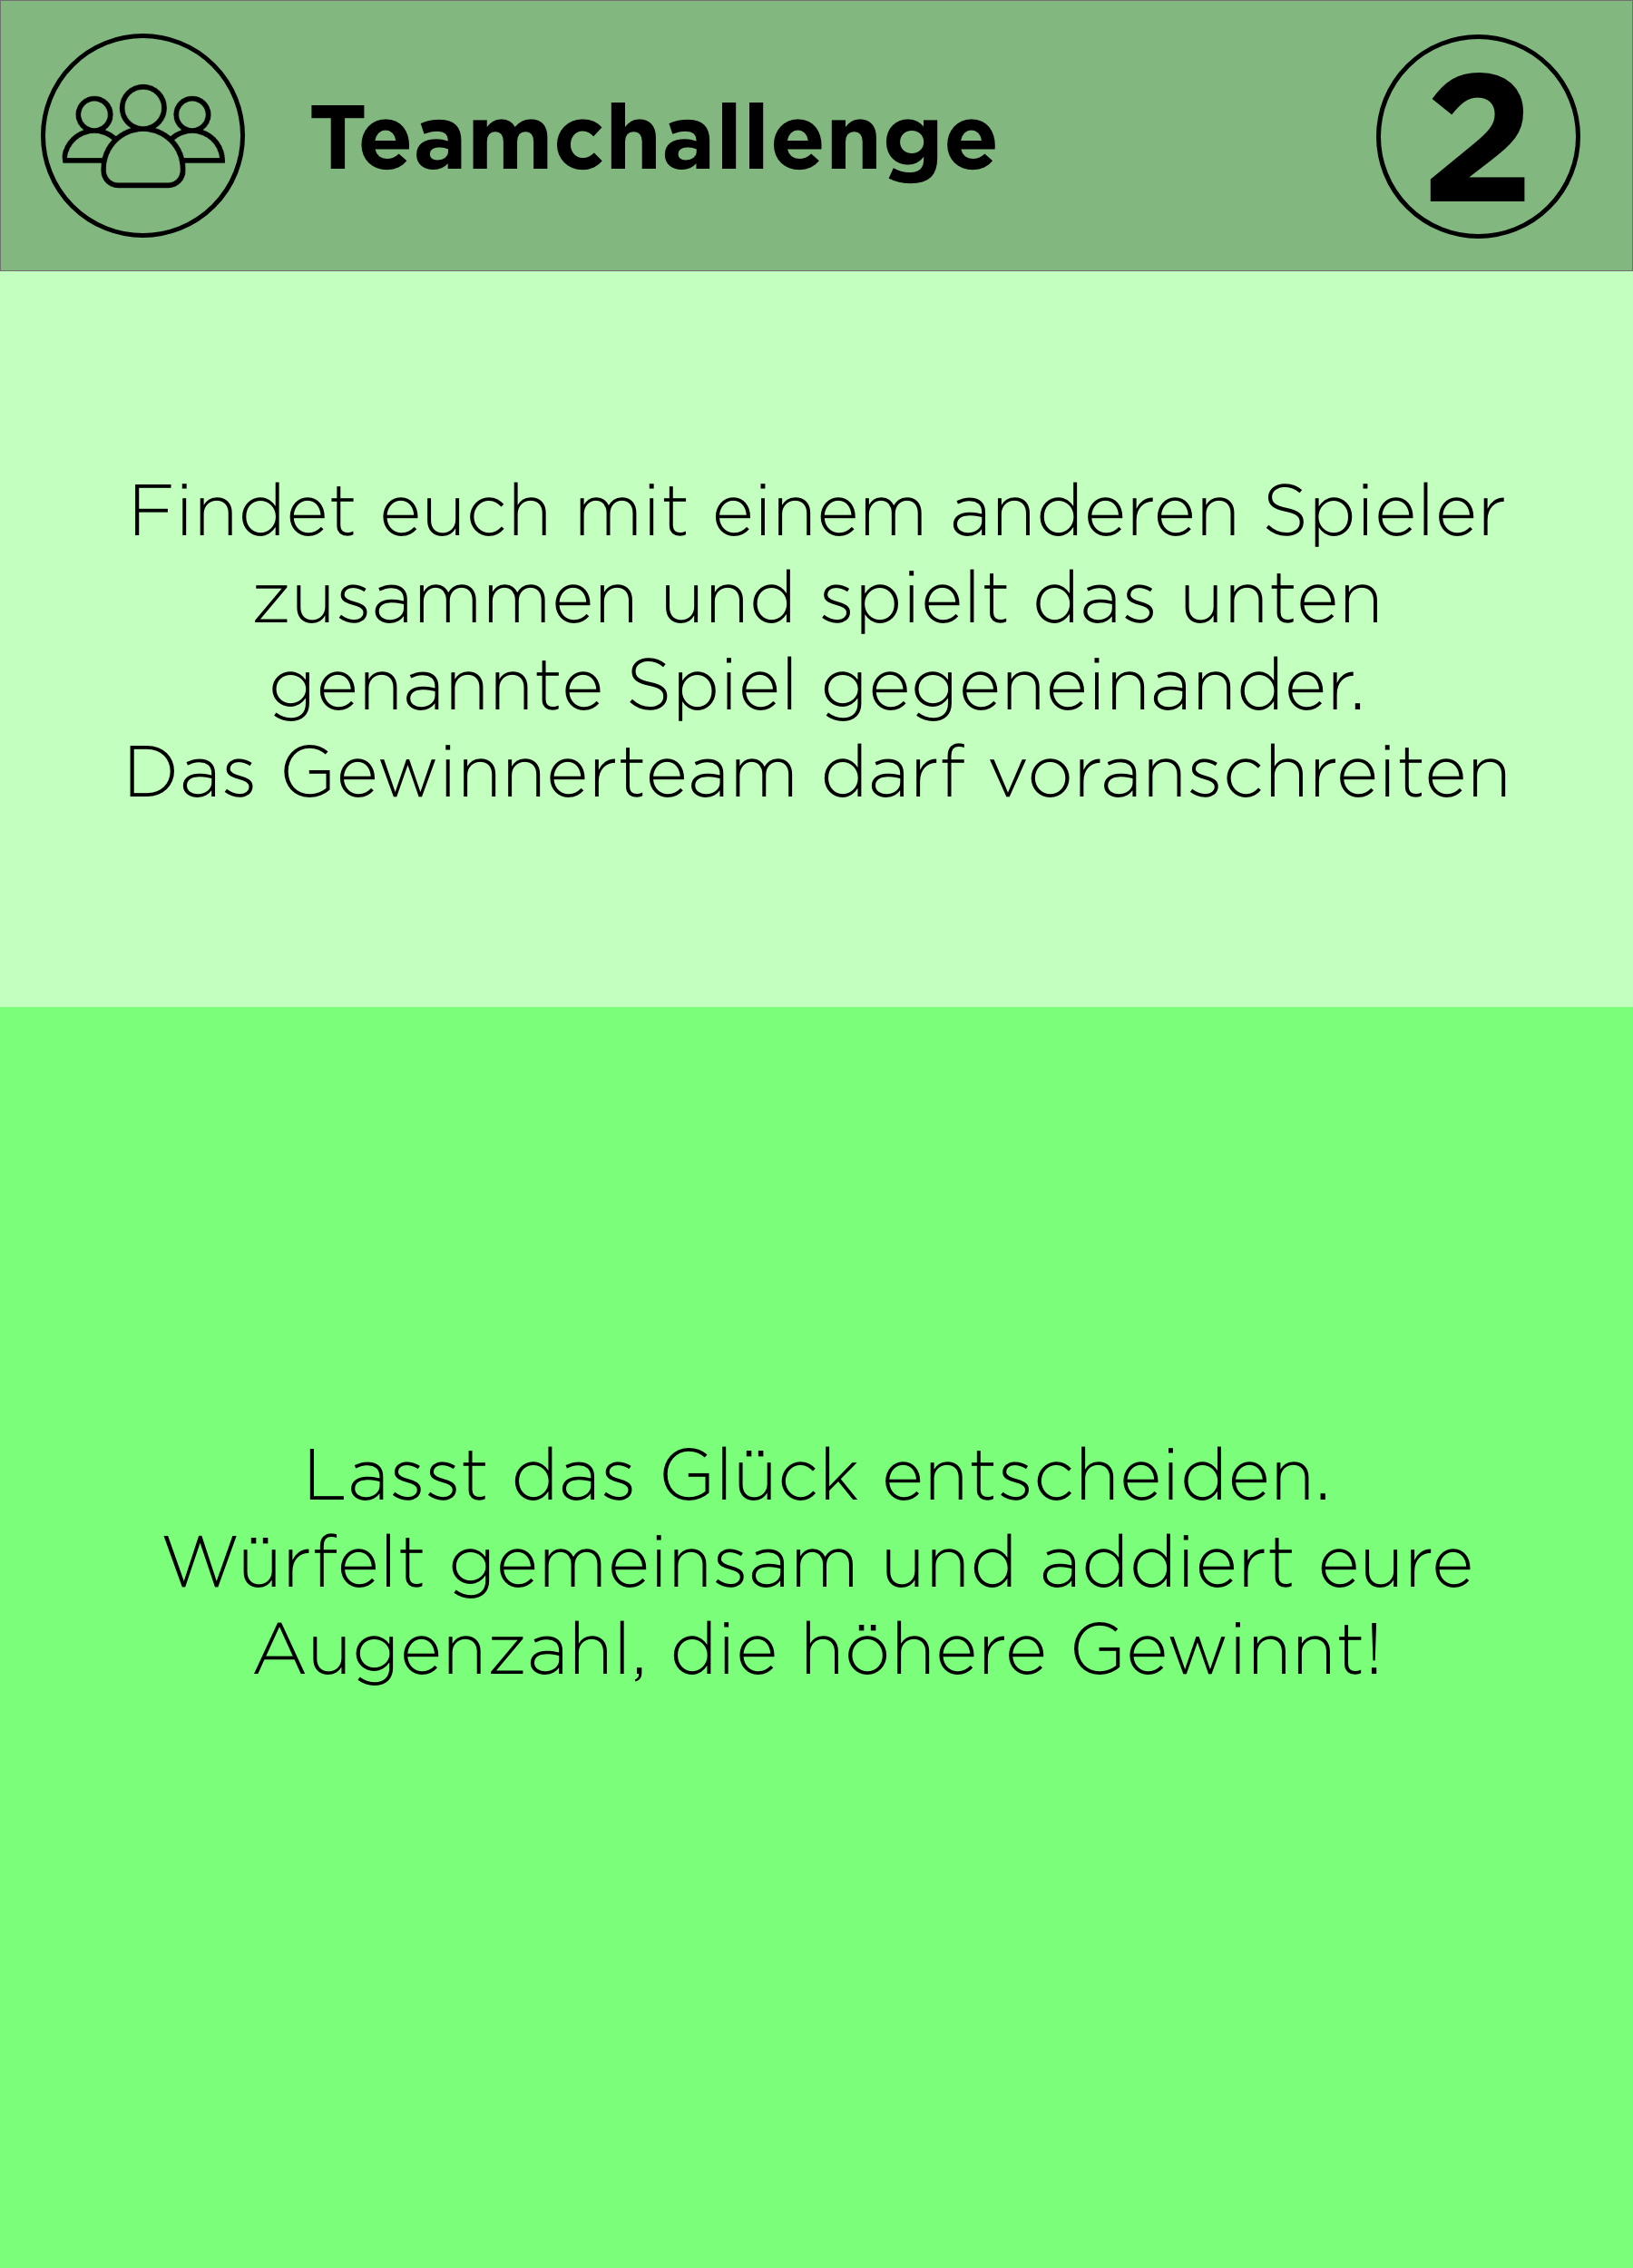 Teamchallenge
2
Findet euch mit einem anderen Spieler
zusammen und spielt das unten
genannte Spiel gegeneinander.
Das Gewinnerteam darf voranschreiten
Lasst das Glück entscheiden.
Würfelt gemeinsam und addiert eure
Augenzahl, die höhere Gewinnt!